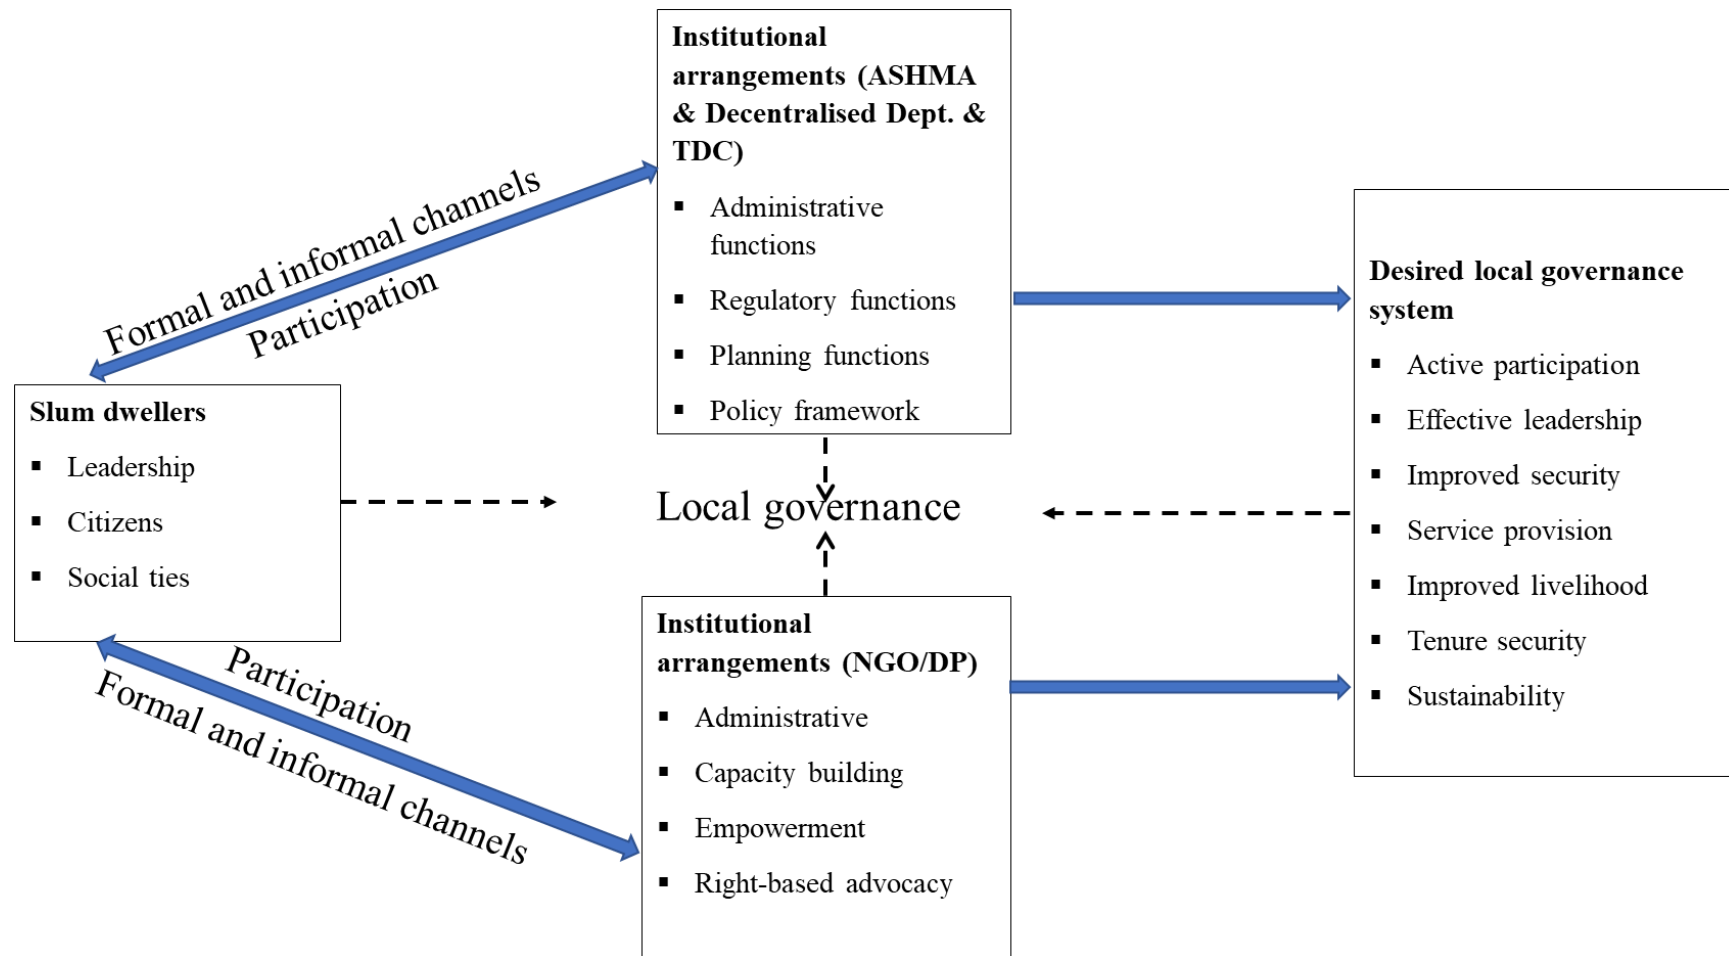 Institutional
arrangements (ASHMA
& Decentralised Dept. &
TDC)
▪ Administrative
functions
▪ Regulatory functions
▪ Planning functions
▪ Policy framework
Formal and informal channels
Participation
Slum dwellers
▪ Leadership
▪ Citizens
▪ Social ties
Local governance
Participation
Formal and informal channels
Institutional
arrangements (NGO/DP)
▪ Administrative
▪ Capacity building
▪ Empowerment
▪ Right-based advocacy
Desired local governance
system
▪ Active participation
▪ Effective leadership
▪ Improved security
▪ Service provision
▪ Improved livelihood
▪ Tenure security
▪ Sustainability